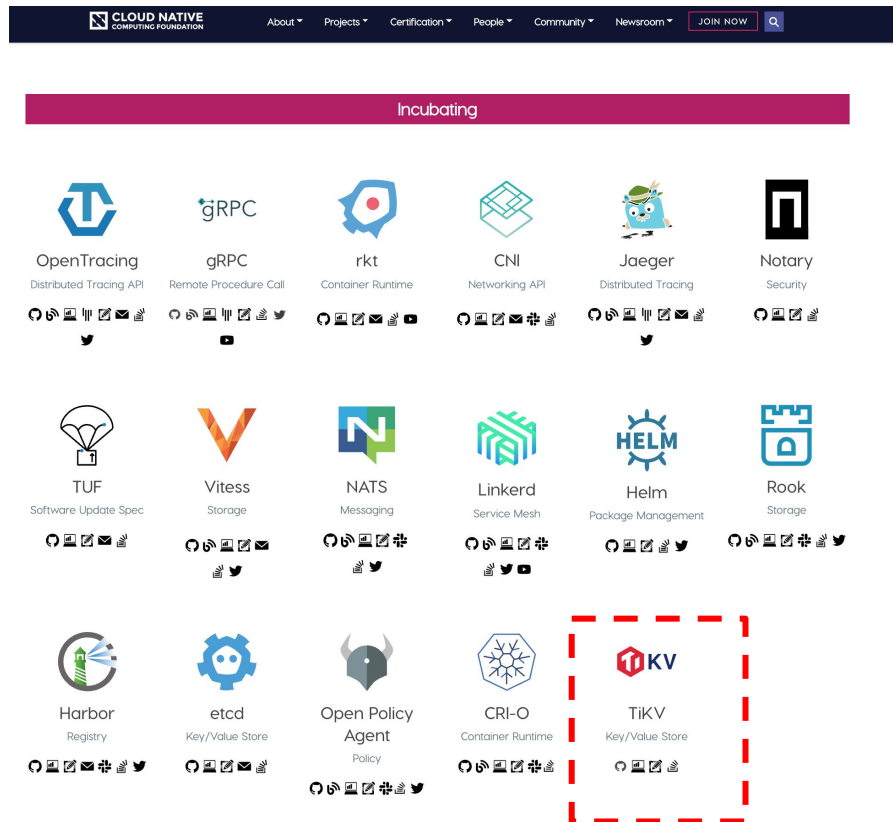 CLOUD NATIVE
COMPUTING FOUNDATION
About Projects Certification People Community Newsroom JOIN NOW
Incubating
gRPC
OpenTracing gRPC rkt CNI Jaeger Notary
Distributed Tracing API Remote Procedure Call Container Runtime Networking API Distributed Tracing Security
N
HELM
TUF Vitess NATS Linkerd Helm Rook
Software Update Spec Storage Messaging Service Mesh Package Management Storage
TiKV
Harbor etcd Open Policy Agent CRI-O TiKV
Registry Key/Value Store Policy Container Runtime Key/Value Store